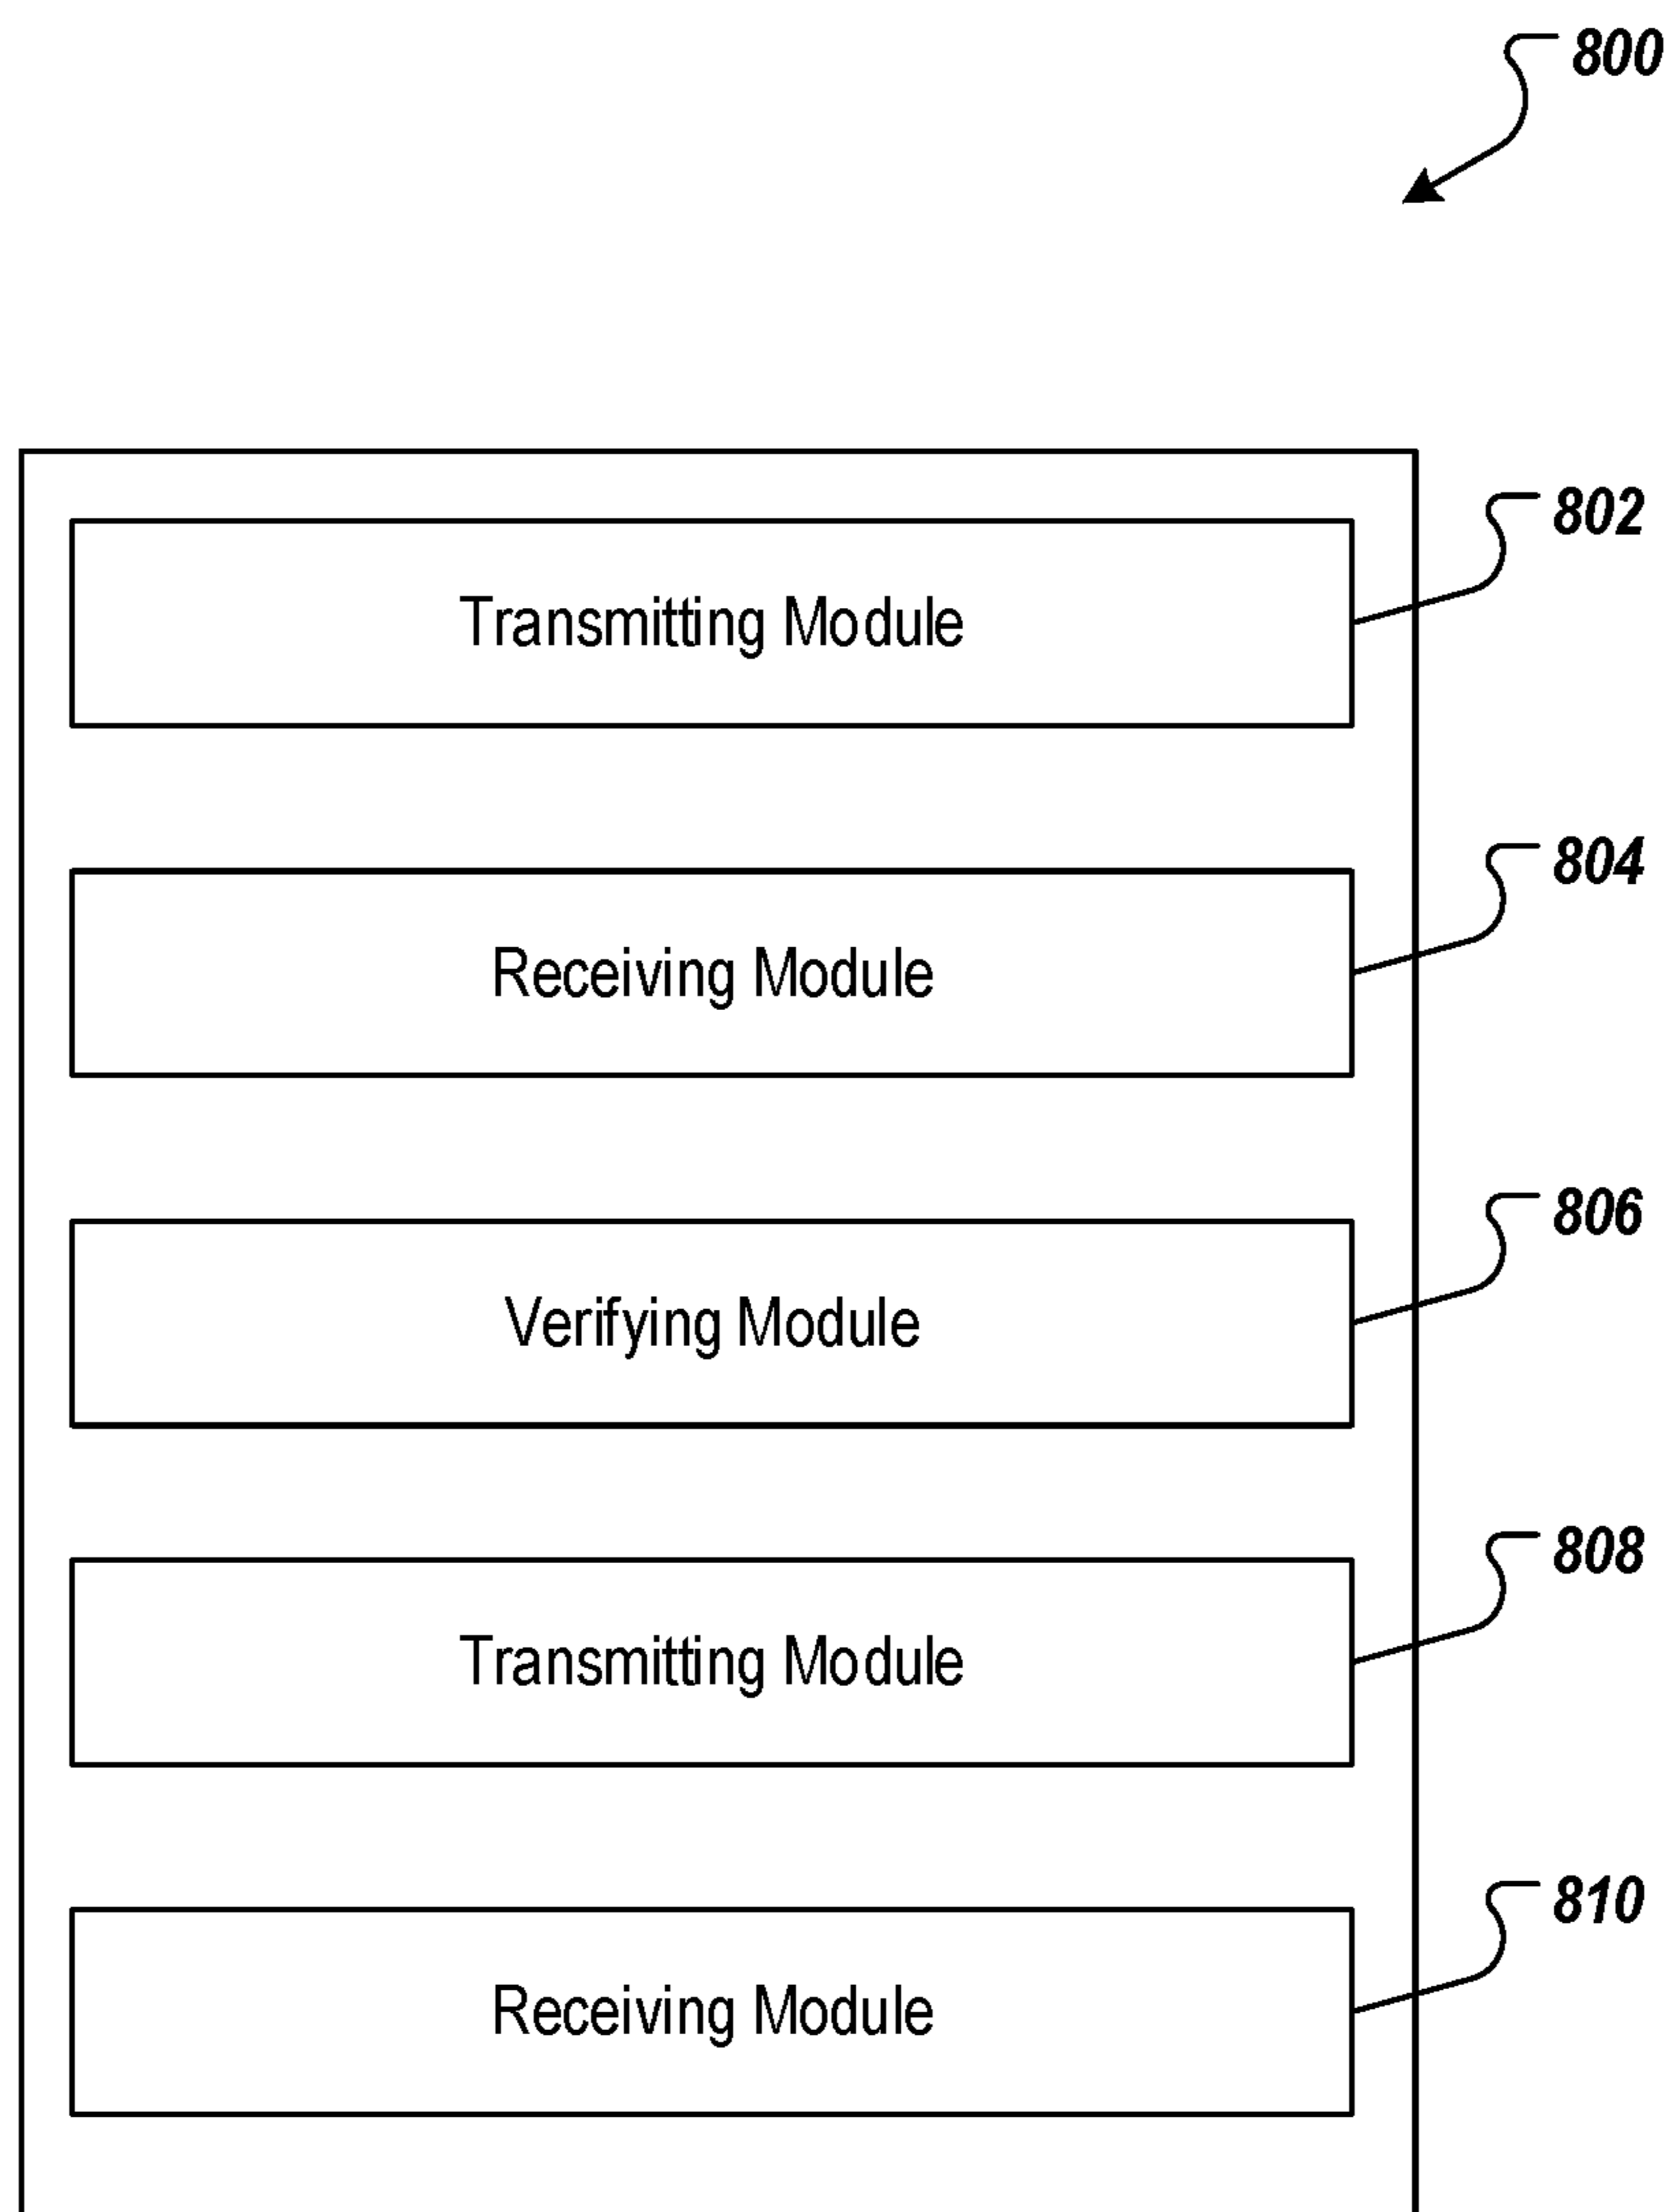 800
802
Transmitting Module
804
Receiving Module
806
Verifying Module
808
Transmitting Module
810
Receiving Module